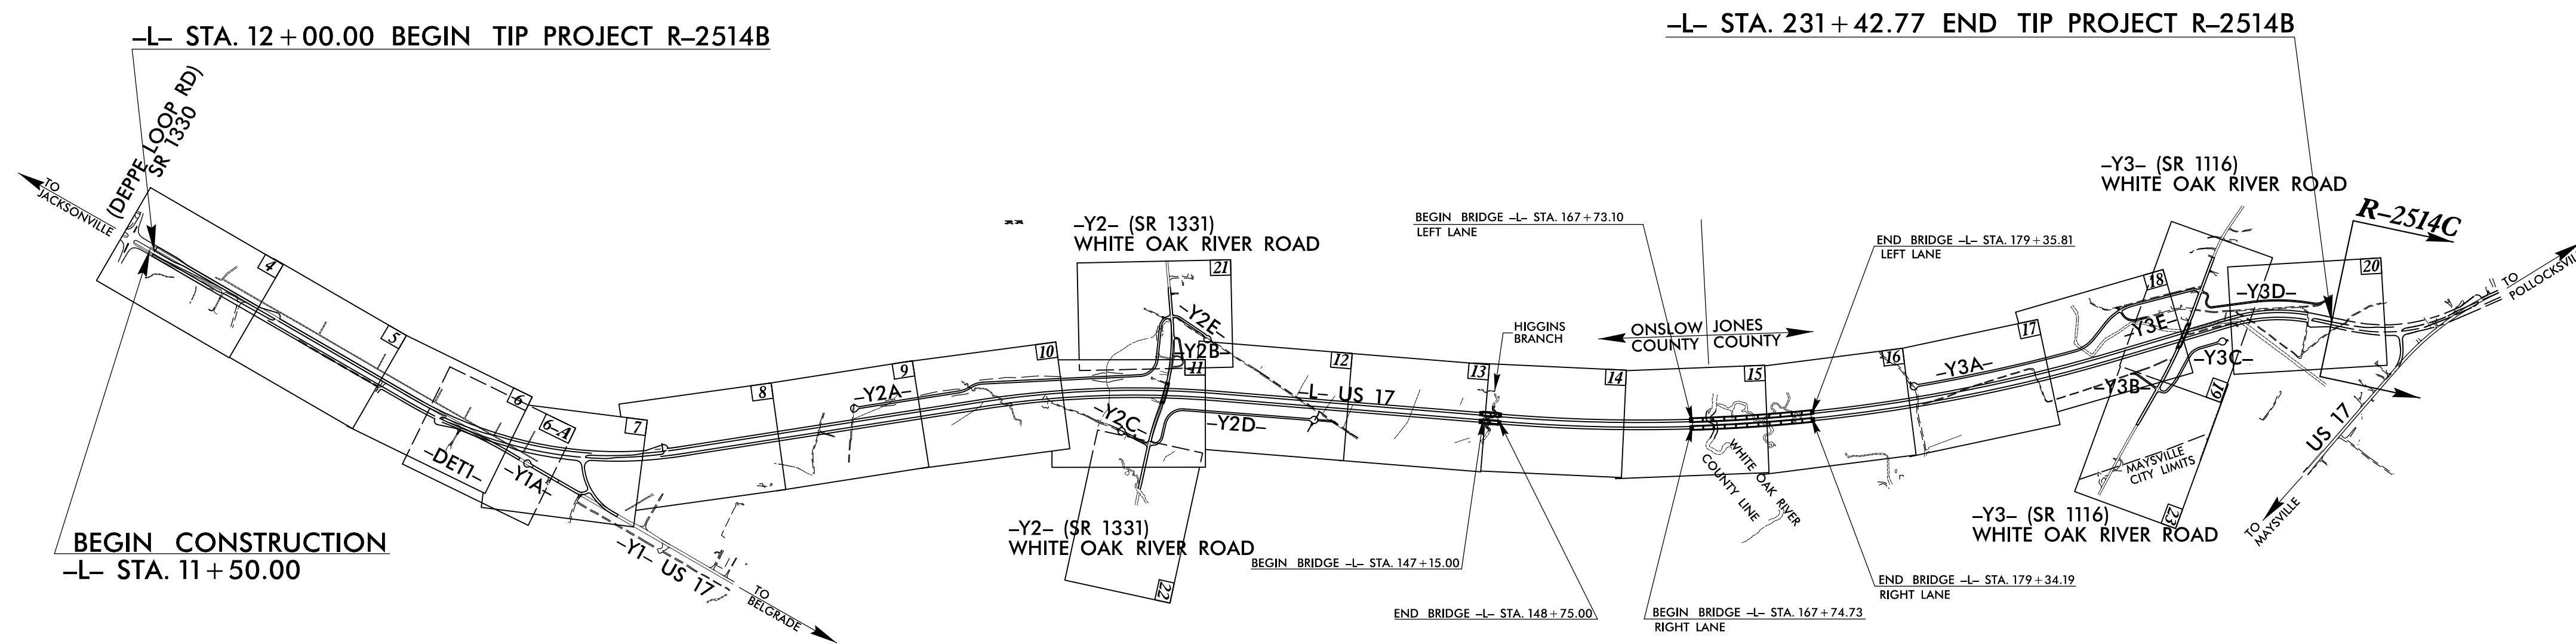 –L– STA. 12+00.00 BEGIN TIP PROJECT R–2514B
–L– STA. 231+42.77 END TIP PROJECT R–2514B
(DEPPE LOOP RD)
SR 1330
TO
JACKSONVILLE
–Y3– (SR 1116)
WHITE OAK RIVER ROAD
R–2514C
–Y2– (SR 1331)
WHITE OAK RIVER ROAD
BEGIN BRIDGE –L– STA. 167+73.10
LEFT LANE
END BRIDGE –L– STA. 179+35.81
LEFT LANE
TO
POLLOCKSVI
4
5
6
6–A
7
8
9
10
11
12
13
14
15
16
17
18
19
20
21
22
23
–Y2E–
–Y2B–
–Y2A–
–Y2C–
–Y2D–
–L– US 17
HIGGINS
BRANCH
ONSLOW JONES
COUNTY COUNTY
–Y3A–
–Y3E–
–Y3D–
–Y3C–
–Y3B–
–DET1–
–Y1A–
WHITE OAK RIVER
COUNTY LINE
MAYSVILLE
CITY LIMITS
US 17
TO
MAYSVILLE
BEGIN CONSTRUCTION
–L– STA. 11+50.00
–Y1– US 17
TO
BELGRADE
–Y2– (SR 1331)
WHITE OAK RIVER ROAD
BEGIN BRIDGE –L– STA. 147+15.00
END BRIDGE –L– STA. 148+75.00
BEGIN BRIDGE –L– STA. 167+74.73
RIGHT LANE
END BRIDGE –L– STA. 179+34.19
RIGHT LANE
–Y3– (SR 1116)
WHITE OAK RIVER ROAD